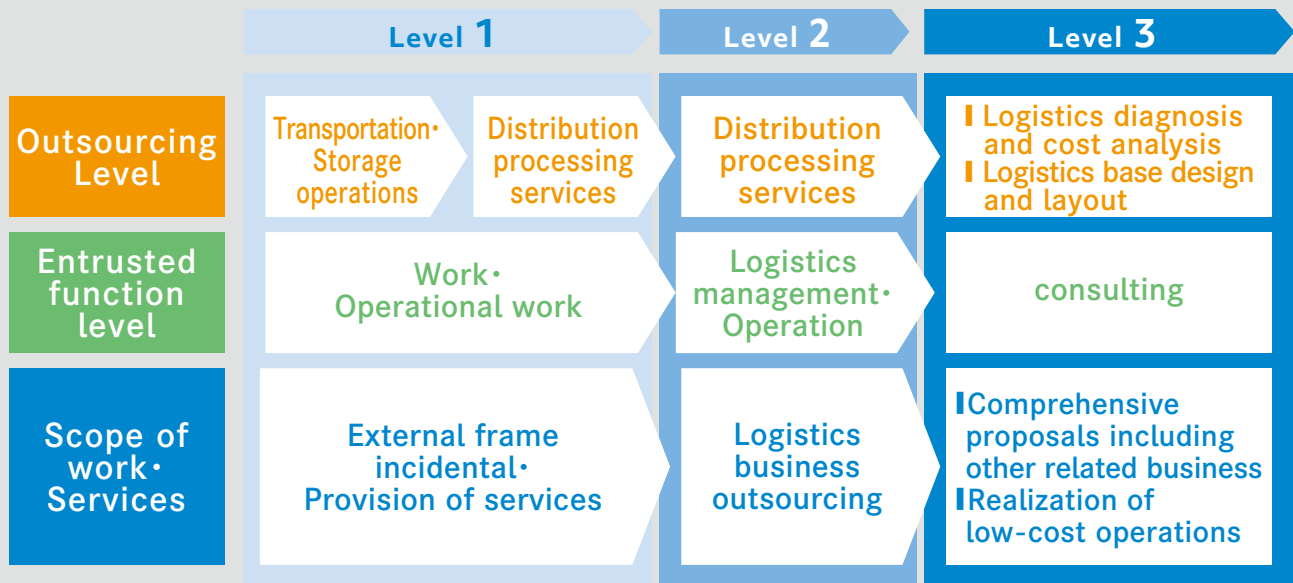 Level 1
Level 2
Level 3
Outsourcing
Level
Transportation・
Storage
operations
Distribution
processing
services
Distribution
processing
services
Logistics diagnosis
and cost analysis
Logistics base design
and layout
Entrusted
function
level
Work・
Operational work
Logistics
management・
Operation
consulting
Scope of
work・
Services
External frame
incidental・
Provision of services
Logistics
business
outsourcing
Comprehensive
proposals including
other related business
Realization of
low-cost operations